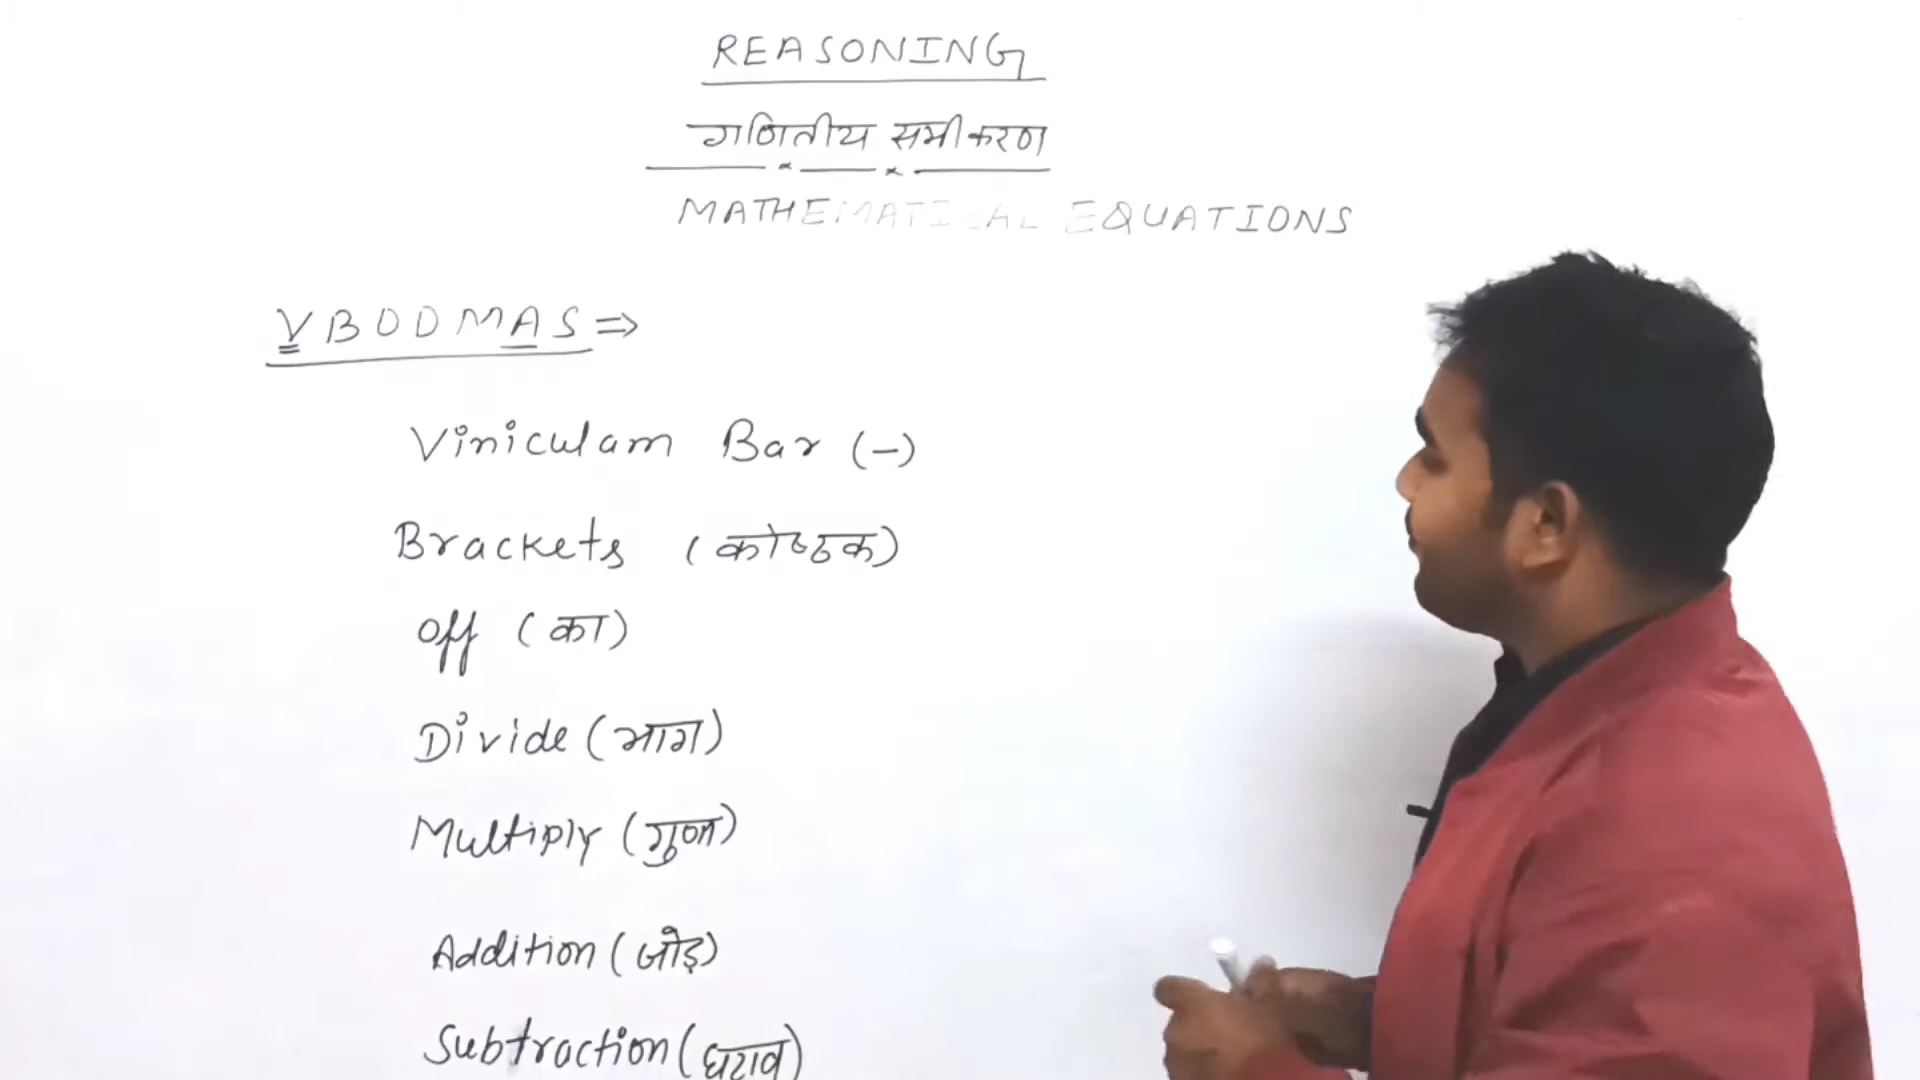 REASONING
गणितीय समीकरण
MATHEMATICAL EQUATIONS
VBODMAS ⇒
Viniculam Bar (-)
Brackets (कोष्ठक)
Off (का)
Divide (भाग)
Multiply (गुणा)
Addition (जोड़)
Subtraction (घटाव)